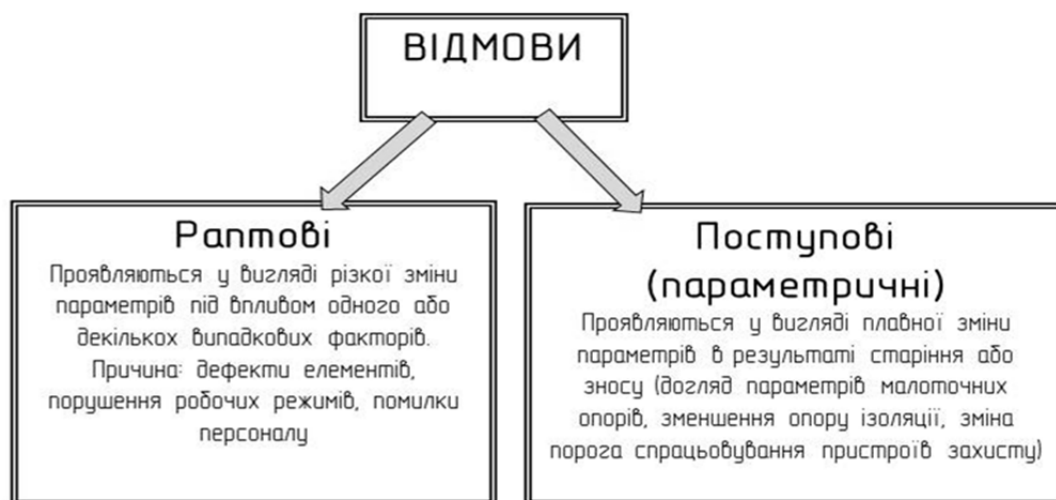 ВІДМОВИ
Раптові
Проявляються у вигляді різкої зміни
параметрів під впливом одного або
декількох випадкових факторів.
Причина: дефекти елементів,
порушення робочих режимів, помилки
персоналу
Поступові
(параметричні)
Проявляються у вигляді плавної зміни
параметрів в результаті старіння або
зносу (догляд параметрів малоточних
опорів, зменшення опору ізоляції, зміна
порога спрацьовування пристроїв захисту)